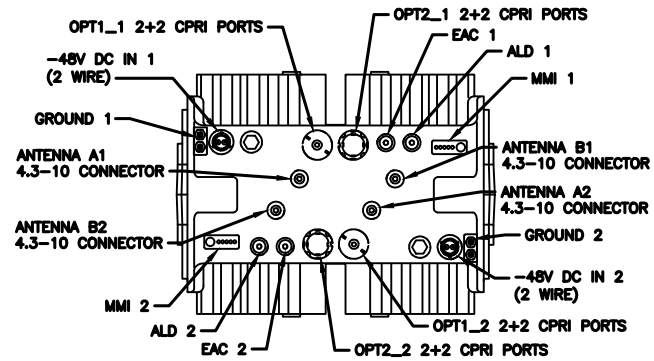 OPT2_1 2+2 CPRI PORTS
OPT1_1 2+2 CPRI PORTS
EAC 1
ALD 1
-48V DC IN 1
(2 WIRE)
MMI 1
GROUND 1
ANTENNA B1
4.3-10 CONNECTOR
ANTENNA A1
4.3-10 CONNECTOR
ANTENNA A2
4.3-10 CONNECTOR
ANTENNA B2
4.3-10 CONNECTOR
GROUND 2
-48V DC IN 2
(2 WIRE)
MMI 2
ALD 2
OPT1_2 2+2 CPRI PORTS
EAC 2
OPT2_2 2+2 CPRI PORTS